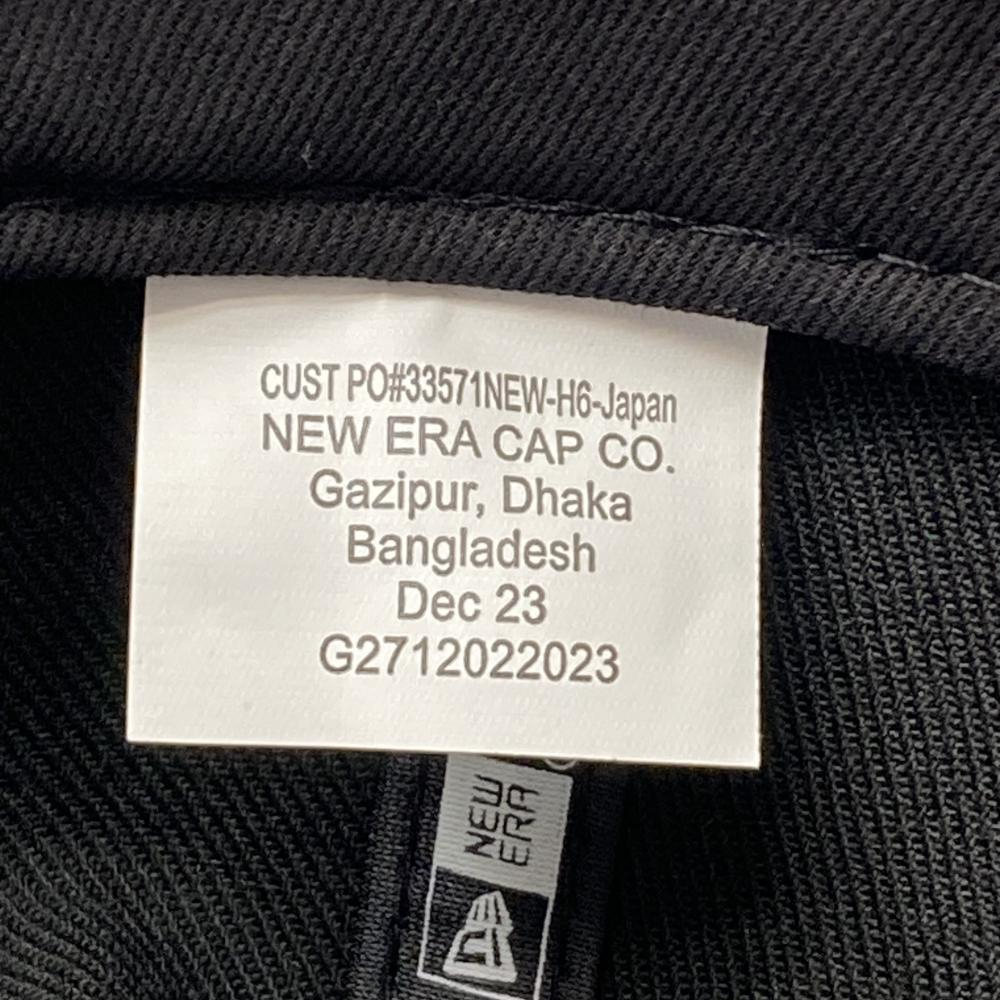 CUST PO#33571NEW-H6-Japan
NEW ERA CAP CO.
Gazipur, Dhaka
Bangladesh
Dec 23
G2712022023
NEW
ERA